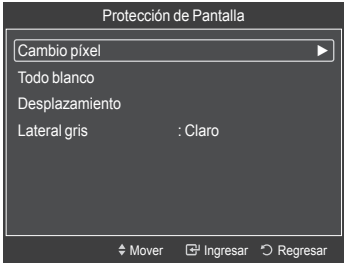 Protección de Pantalla
Cambio píxel
Todo blanco
Desplazamiento
Lateral gris : Claro
Mover Ingresar Regresar